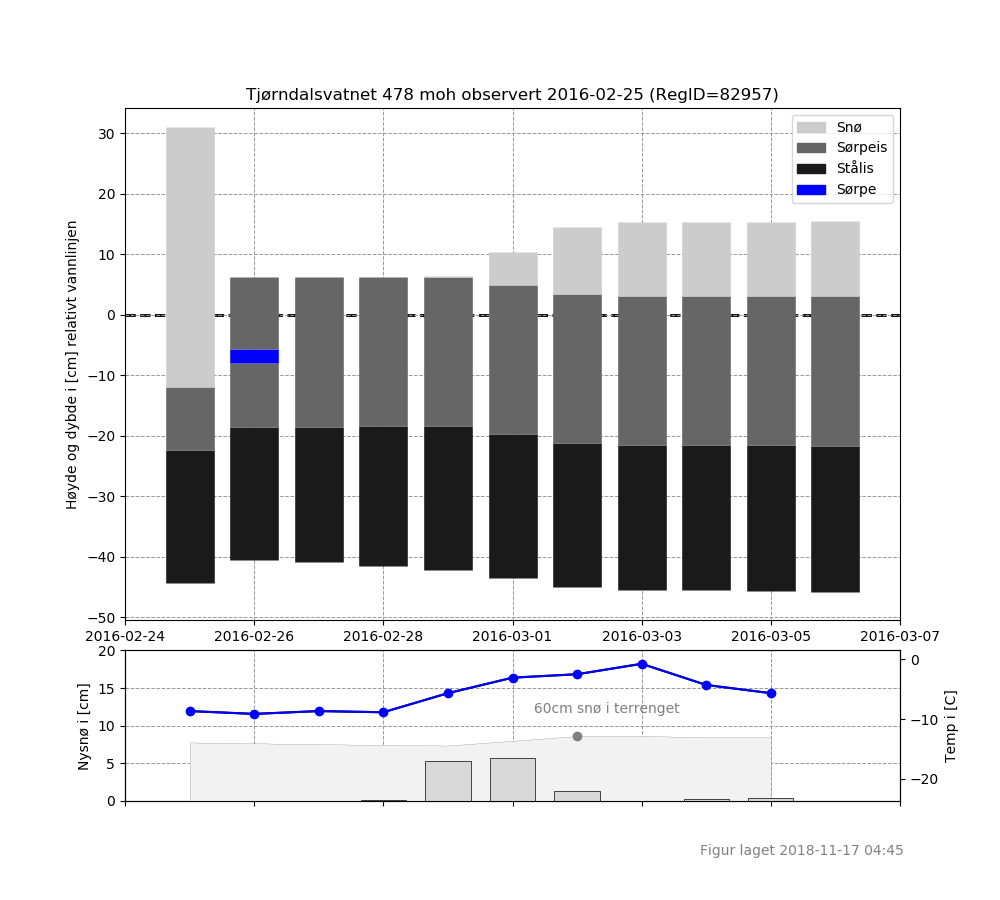 Tjørndalsvatnet 478 moh observert 2016-02-25 (RegID=82957)
Høyde og dybde i [cm] relativt vannlinjen
30
20
10
0
−10
−20
−30
−40
−50
Snø
Sørpeis
Stålis
Sørpe
2016-02-24 2016-02-26 2016-02-28 2016-03-01 2016-03-03 2016-03-05 2016-03-07
Nysnø i [cm]
20
15
10
5
0
60cm snø i terrenget
0
−10
−20
Temp i [C]
Figur laget 2018-11-17 04:45